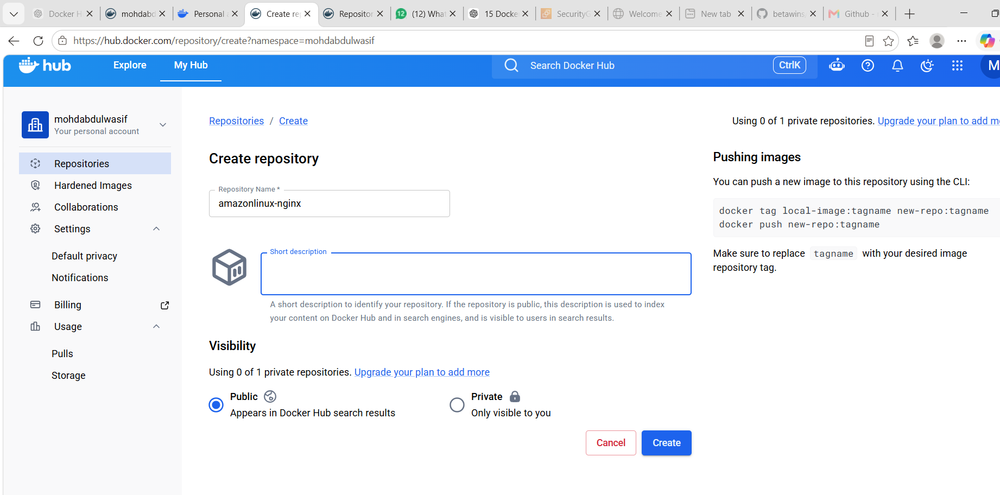 Docker H
mohdabd
Personal a
Create rep
Repositor
12
(12) What
15 Docke
SecurityG
Welcome
New tab
betawins/
Github -
https://hub.docker.com/repository/create?namespace=mohdabdulwasif
hub
Explore
My Hub
Search Docker Hub
CtrlK
M
mohdabdulwasif
Your personal account
Repositories
Hardened Images
Collaborations
Settings
Default privacy
Notifications
Billing
Usage
Pulls
Storage
Repositories / Create
Using 0 of 1 private repositories. Upgrade your plan to add mo
Create repository
Repository Name *
amazonlinux-nginx
Short description
A short description to identify your repository. If the repository is public, this description is used to index
your content on Docker Hub and in search engines, and is visible to users in search results.
Visibility
Using 0 of 1 private repositories. Upgrade your plan to add more
Public
Appears in Docker Hub search results
Private
Only visible to you
Cancel
Create
Pushing images
You can push a new image to this repository using the CLI:
docker tag local-image:tagname new-repo:tagname
docker push new-repo:tagname
Make sure to replace tagname with your desired image
repository tag.